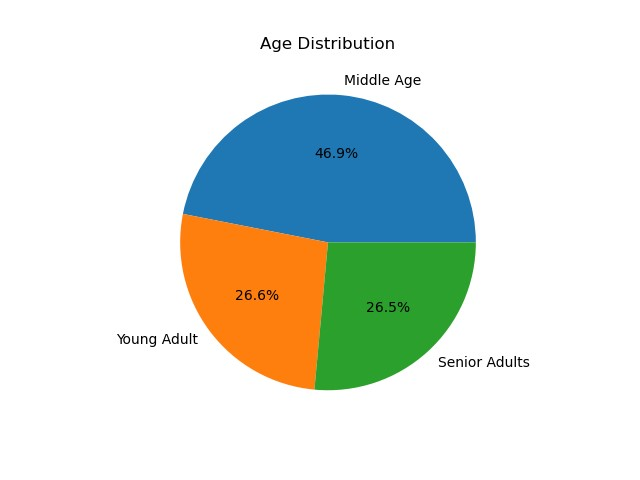 Age Distribution
Middle Age
46.9%
26.6%
26.5%
Young Adult
Senior Adults